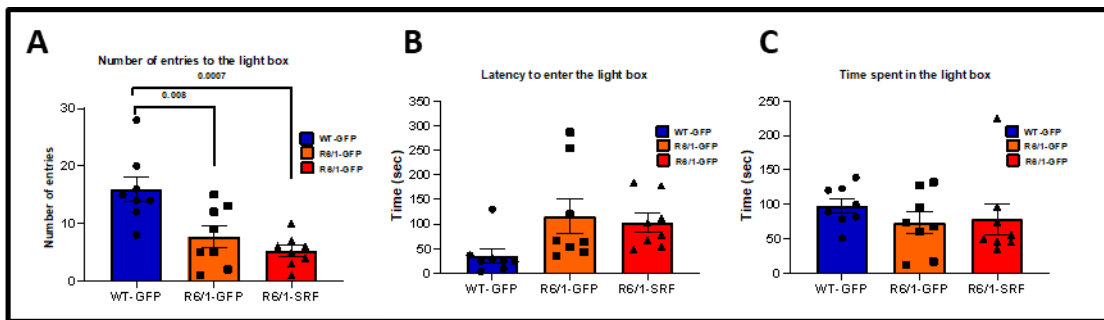 A
Number of entries to the light box
0.0007
0.008
30
20
10
0
Number of entries
WT-GFP
R6/1-GFP
R6/1-GFP
WT-GFP
R6/1-GFP
R6/1-SRF
B
Latency to enter the light box
350
300
250
200
150
100
50
0
Time (sec)
WT-GFP
R6/1-GFP
R6/1-GFP
WT-GFP
R6/1-GFP
R6/1-SRF
C
Time spent in the light box
250
200
150
100
50
0
Time (sec)
WT-GFP
R6/1-GFP
R6/1-GFP
WT-GFP
R6/1-GFP
R6/1-SRF